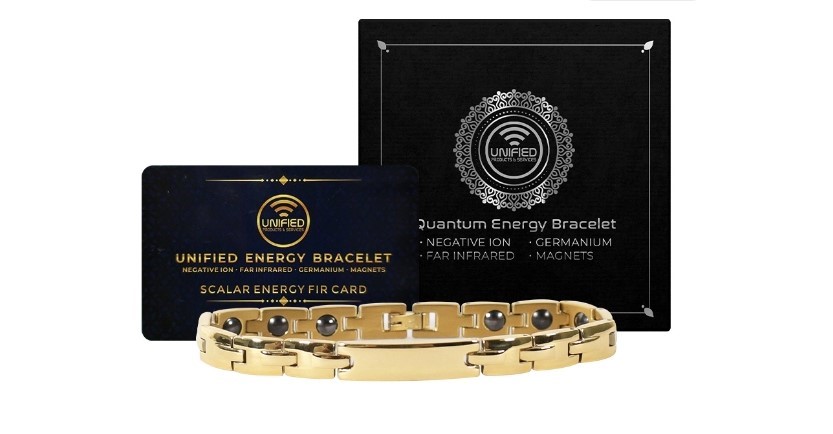 UNIFIED
PRODUCTS & SERVICES
Quantum Energy Bracelet
· NEGATIVE ION · GERMANIUM
· FAR INFRARED · MAGNETS
UNIFIED
PRODUCTS & SERVICES
UNIFIED ENERGY BRACELET
NEGATIVE ION · FAR INFRARED · GERMANIUM · MAGNETS
SCALAR ENERGY FIR CARD